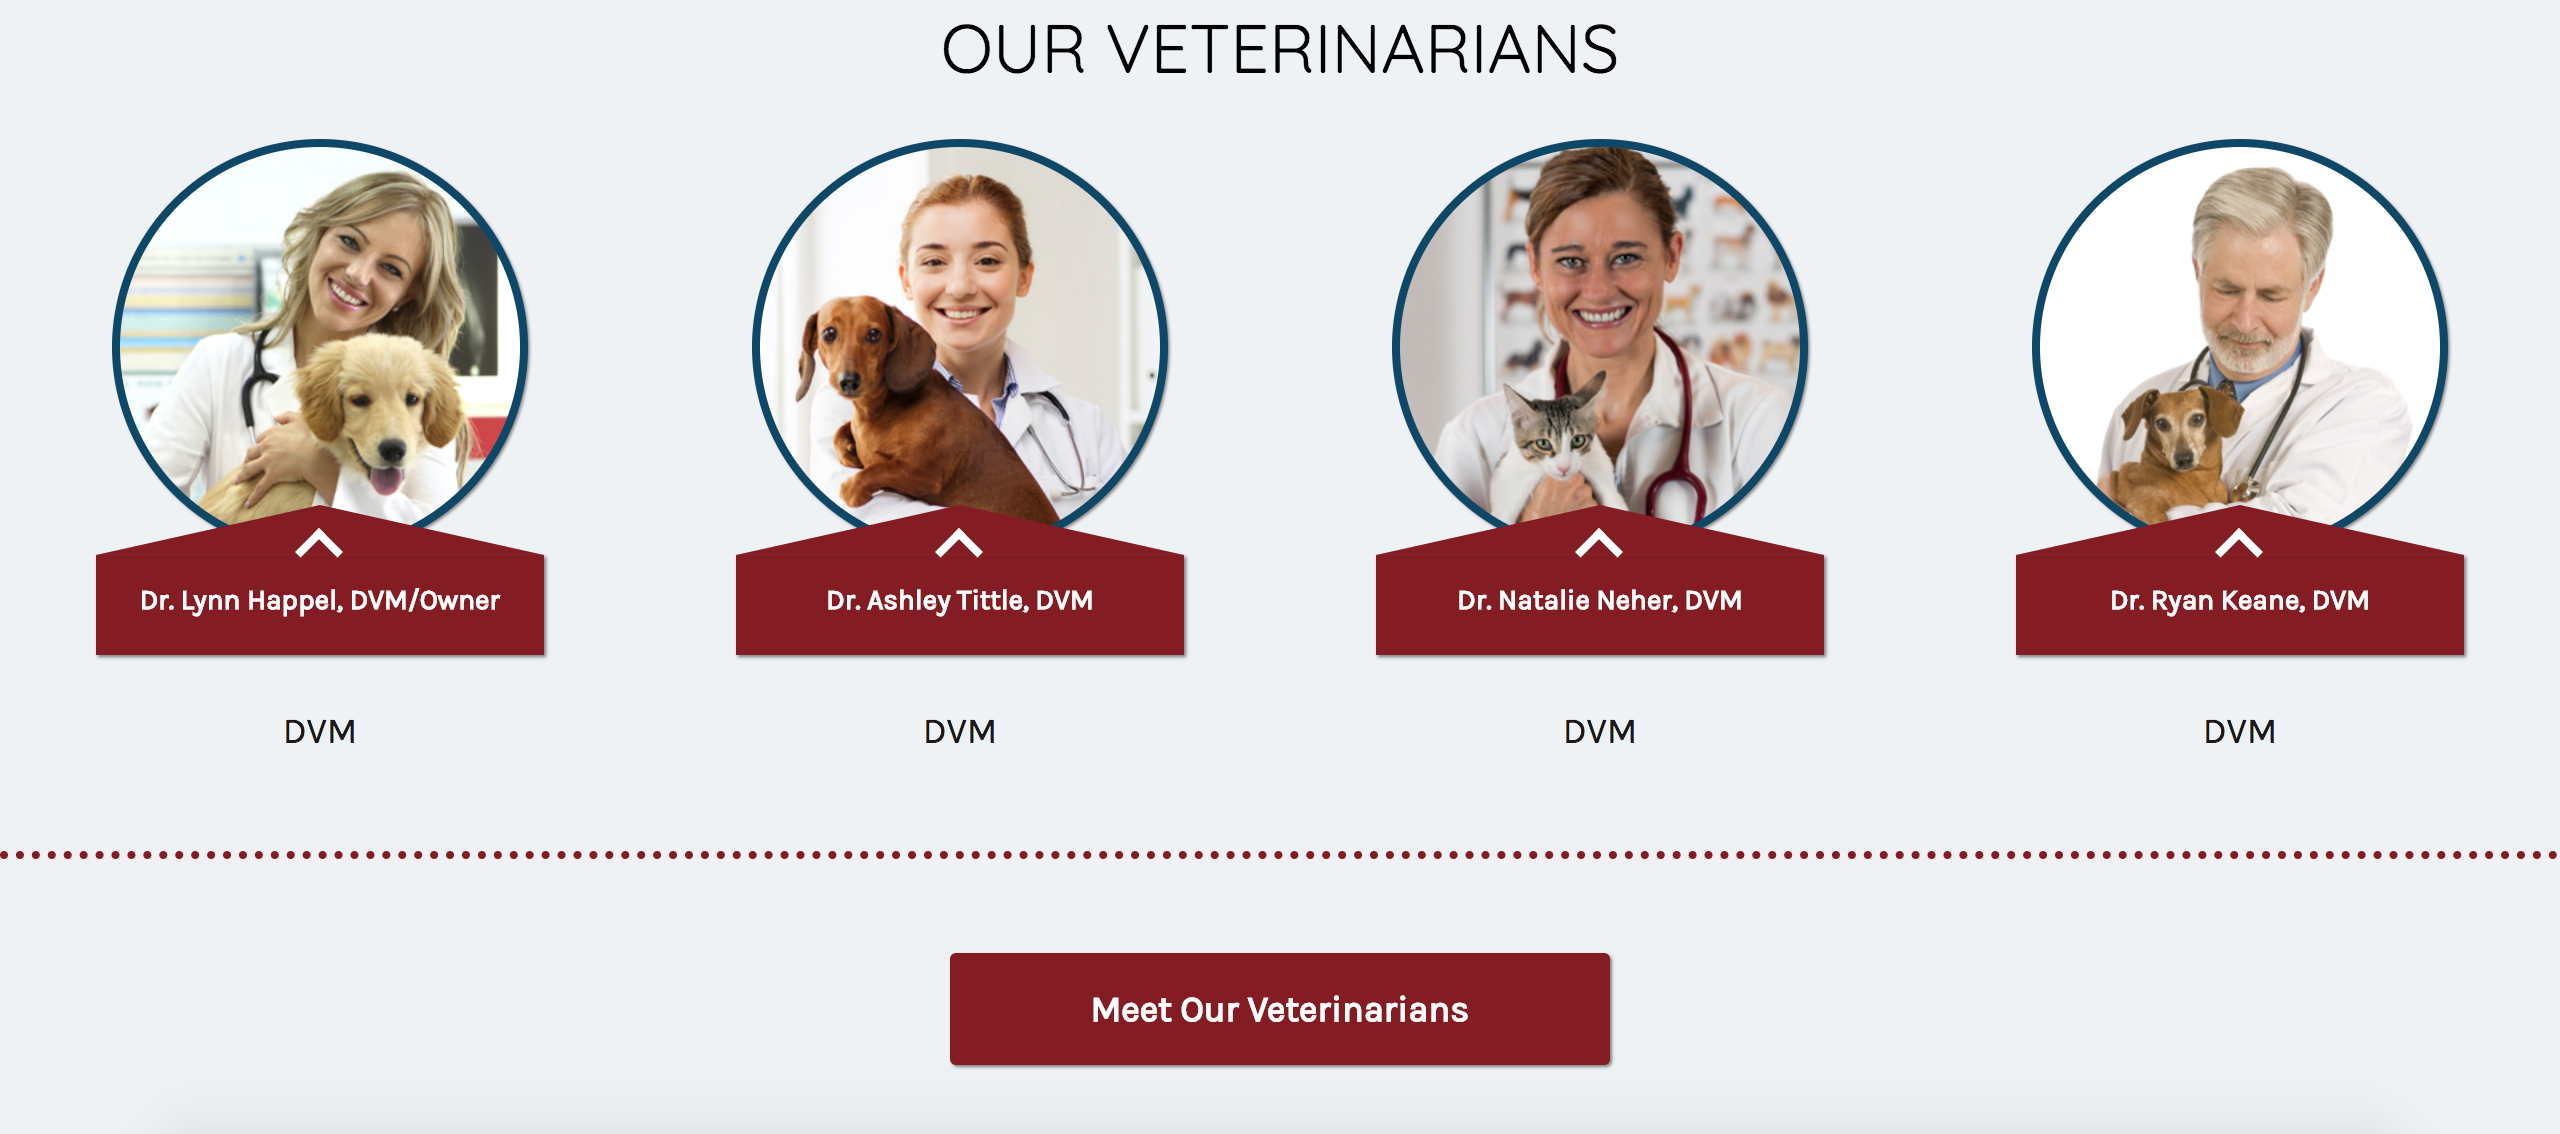 OUR VETERINARIANS
Dr. Lynn Happel, DVM/Owner
Dr. Ashley Tittle, DVM
Dr. Natalie Neher, DVM
Dr. Ryan Keane, DVM
DVM
DVM
DVM
DVM
Meet Our Veterinarians